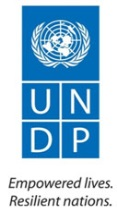 U N
D P
Empowered lives.
Resilient nations.